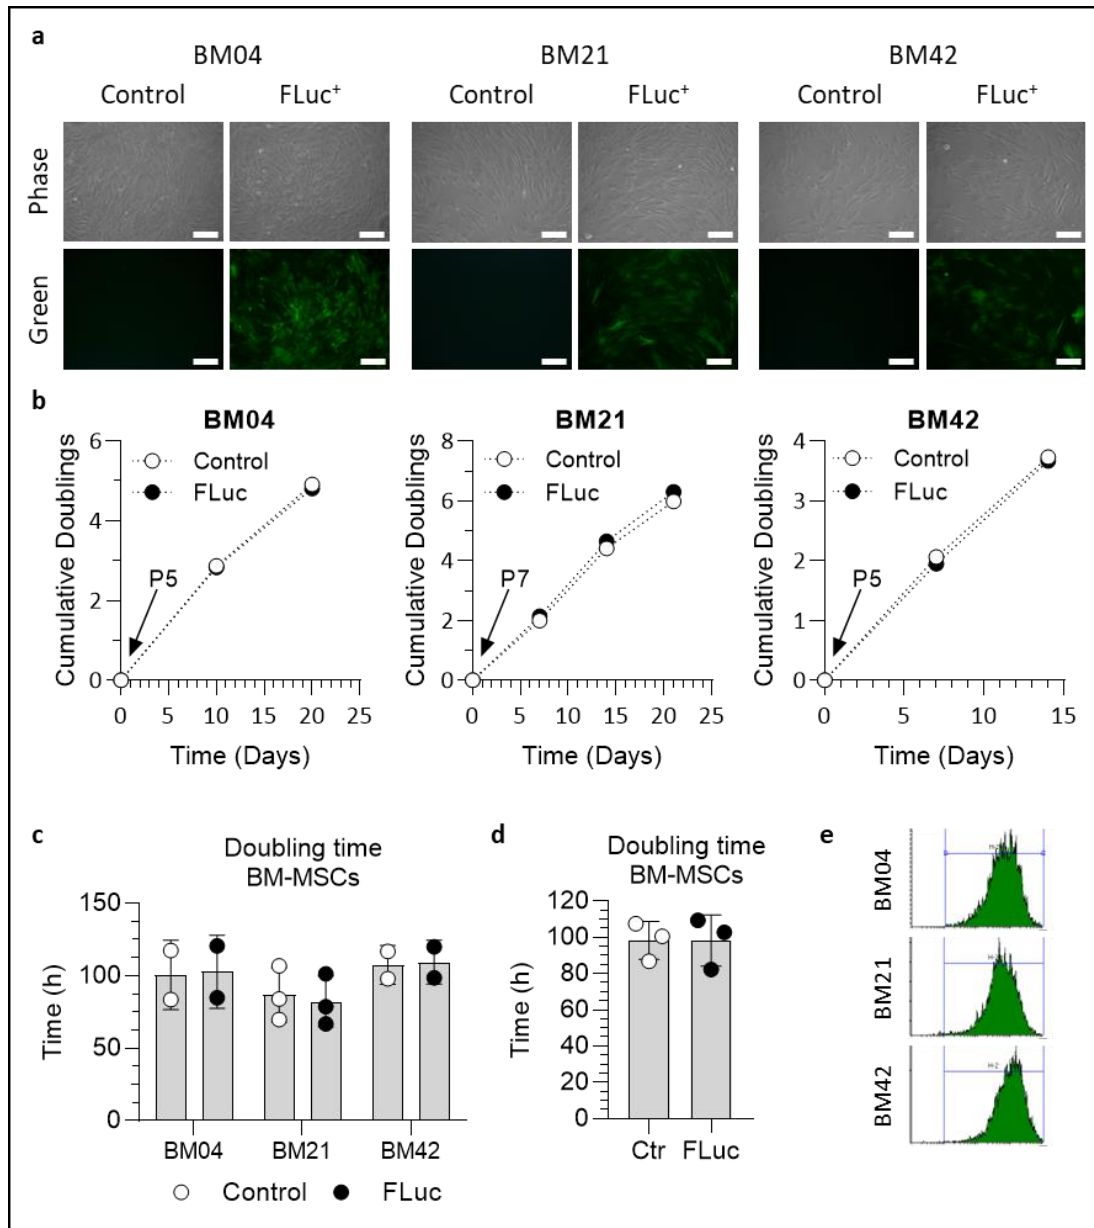 a
BM04
BM21
BM42
Control
FLuc⁺
Control
FLuc⁺
Control
FLuc⁺
Phase
Green
b
BM04
Cumulative Doublings
6
4
2
0
Control
FLuc
P5
0 5 10 15 20 25
Time (Days)
BM21
Cumulative Doublings
8
6
4
2
0
Control
FLuc
P7
0 5 10 15 20 25
Time (Days)
BM42
Cumulative Doublings
4
3
2
1
0
Control
FLuc
P5
0 5 10 15
Time (Days)
c
Doubling time
BM-MSCs
Time (h)
150
100
50
0
BM04 BM21 BM42
Control FLuc
d
Doubling time
BM-MSCs
Time (h)
120
100
80
60
40
20
0
Ctr FLuc
e
BM04
BM21
BM42